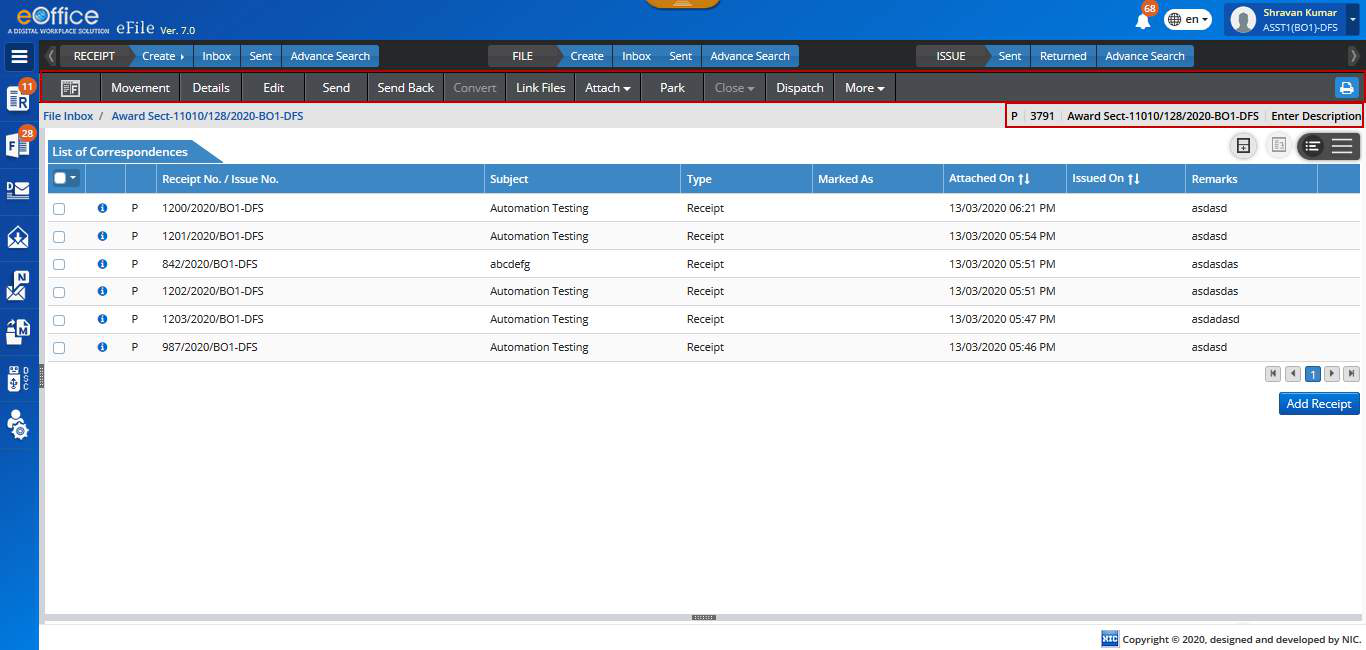 eOffice
A DIGITAL WORKPLACE SOLUTION
eFile Ver. 7.0
68
en
Shravan Kumar
ASST1(BO1)-DFS
RECEIPT Create Inbox Sent Advance Search FILE Create Inbox Sent Advance Search ISSUE Sent Returned Advance Search
F Movement Details Edit Send Send Back Convert Link Files Attach Park Close Dispatch More
11
R
File Inbox / Award Sect-11010/128/2020-BO1-DFS P 3791 Award Sect-11010/128/2020-BO1-DFS Enter Description
28
F
List of Correspondences
Receipt No. / Issue No. Subject Type Marked As Attached On Issued On Remarks
D
P 1200/2020/BO1-DFS Automation Testing Receipt 13/03/2020 06:21 PM asdasd
P 1201/2020/BO1-DFS Automation Testing Receipt 13/03/2020 05:54 PM asdasd
P 842/2020/BO1-DFS abcdefg Receipt 13/03/2020 05:51 PM asdasdas
N
P 1202/2020/BO1-DFS Automation Testing Receipt 13/03/2020 05:51 PM asdasdas
P 1203/2020/BO1-DFS Automation Testing Receipt 13/03/2020 05:47 PM asdadasd
M
P 987/2020/BO1-DFS Automation Testing Receipt 13/03/2020 05:46 PM asdasd
DSC
1
Add Receipt
NIC Copyright © 2020, designed and developed by NIC.